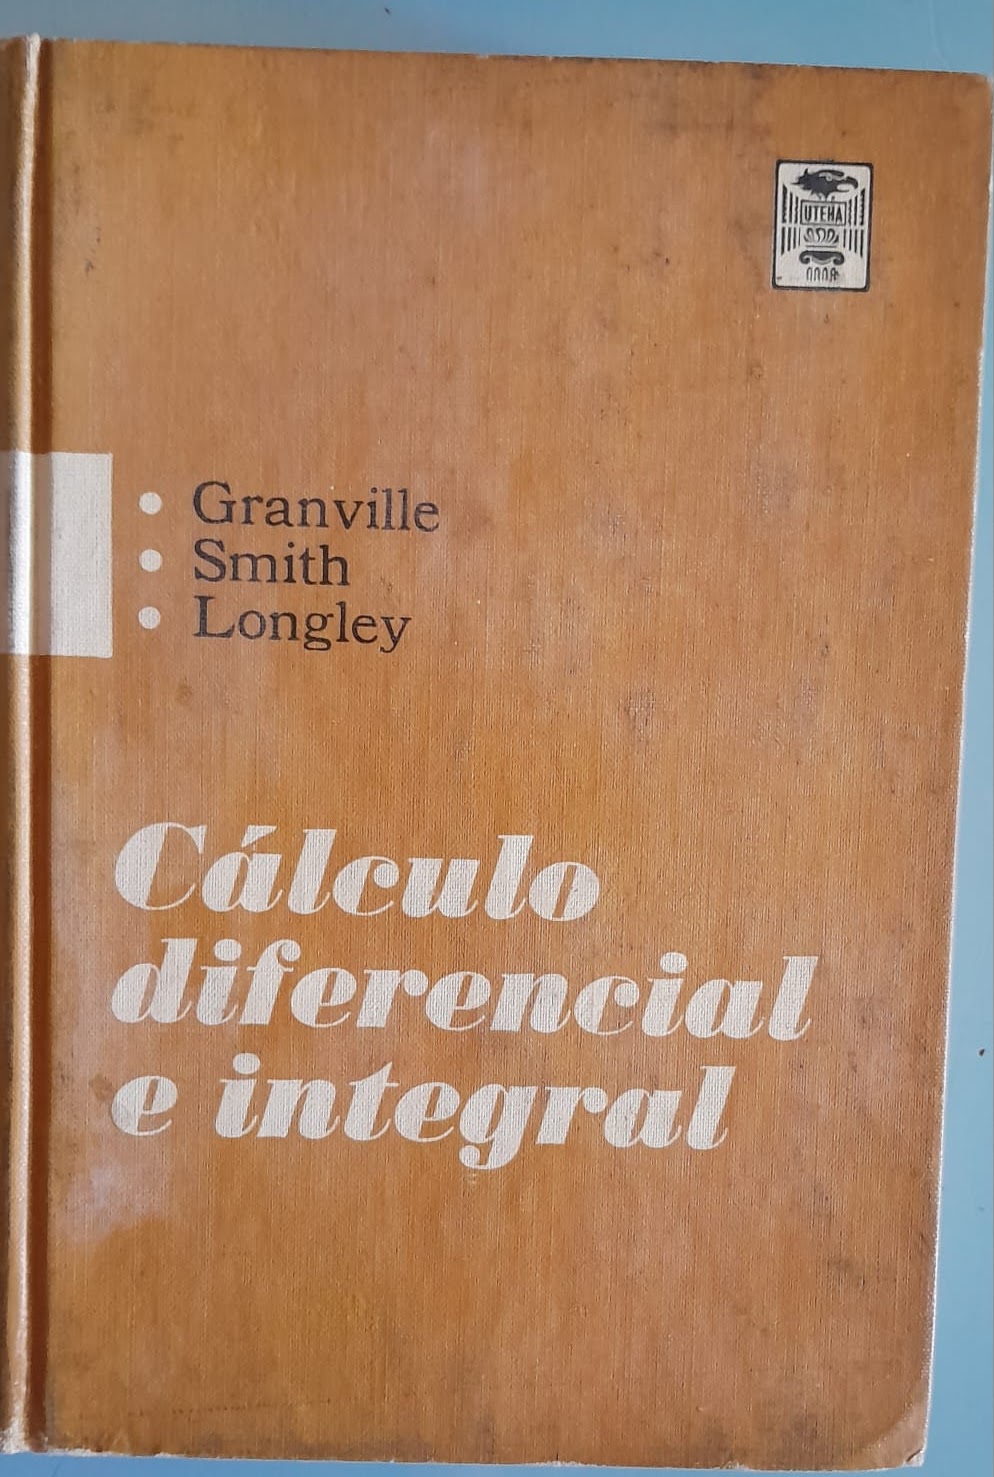 UTEHA
Granville
Smith
Longley
Cálculo
diferencial
e integral